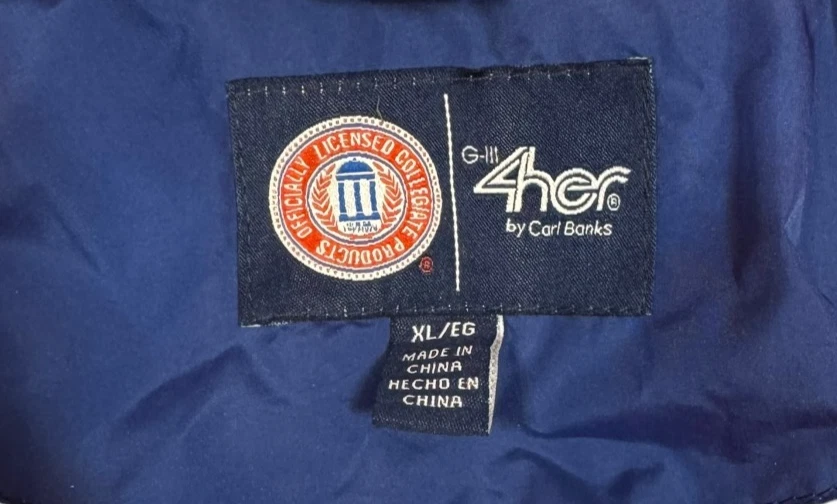 OFFICIALLY LICENSED COLLEGIATE PRODUCTS
®
G-III
4her®
by Carl Banks
XL/EG
MADE IN
CHINA
HECHO EN
CHINA